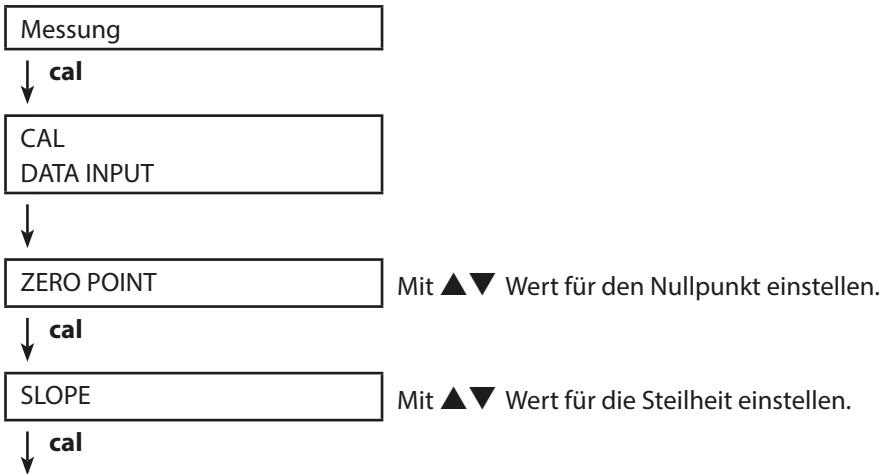 Messung
cal
CAL
DATA INPUT
ZERO POINT
Mit ▲▼ Wert für den Nullpunkt einstellen.
cal
SLOPE
Mit ▲▼ Wert für die Steilheit einstellen.
cal